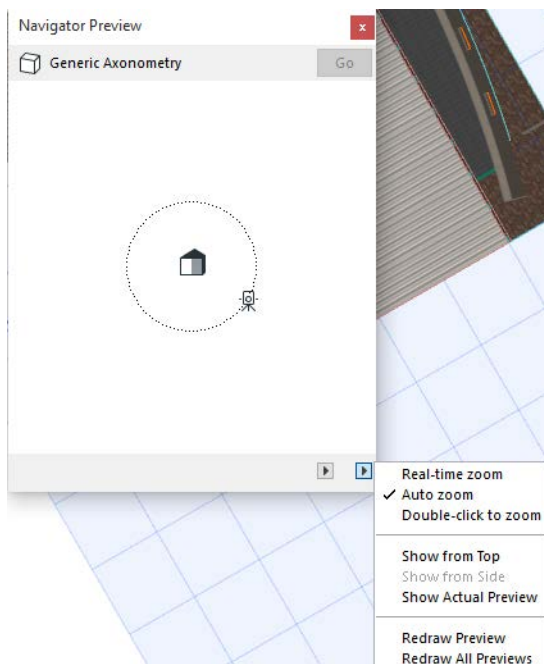 Navigator Preview
Generic Axonometry
Go
Real-time zoom
Auto zoom
Double-click to zoom
Show from Top
Show from Side
Show Actual Preview
Redraw Preview
Redraw All Previews